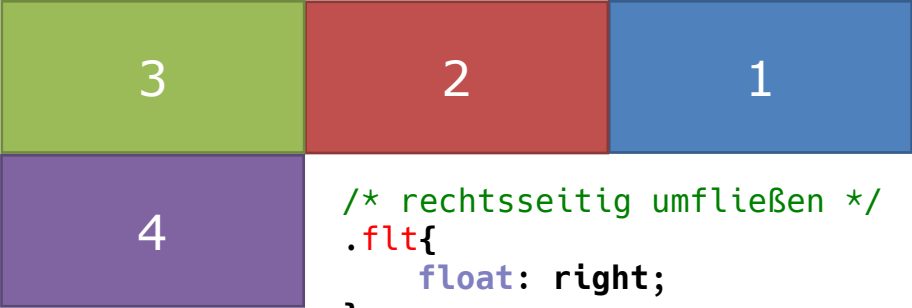 3 2 1
4
/* rechtsseitig umfließen */
.flt{
    float: right;
}